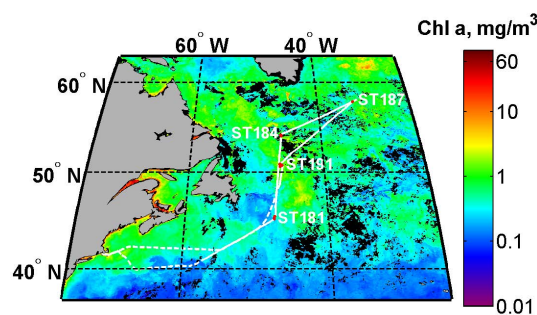 Chl a, mg/m³
60° W
40° W
60
60° N
ST187
10
ST184
50° N
ST191
1
ST181
0.1
40° N
0.01